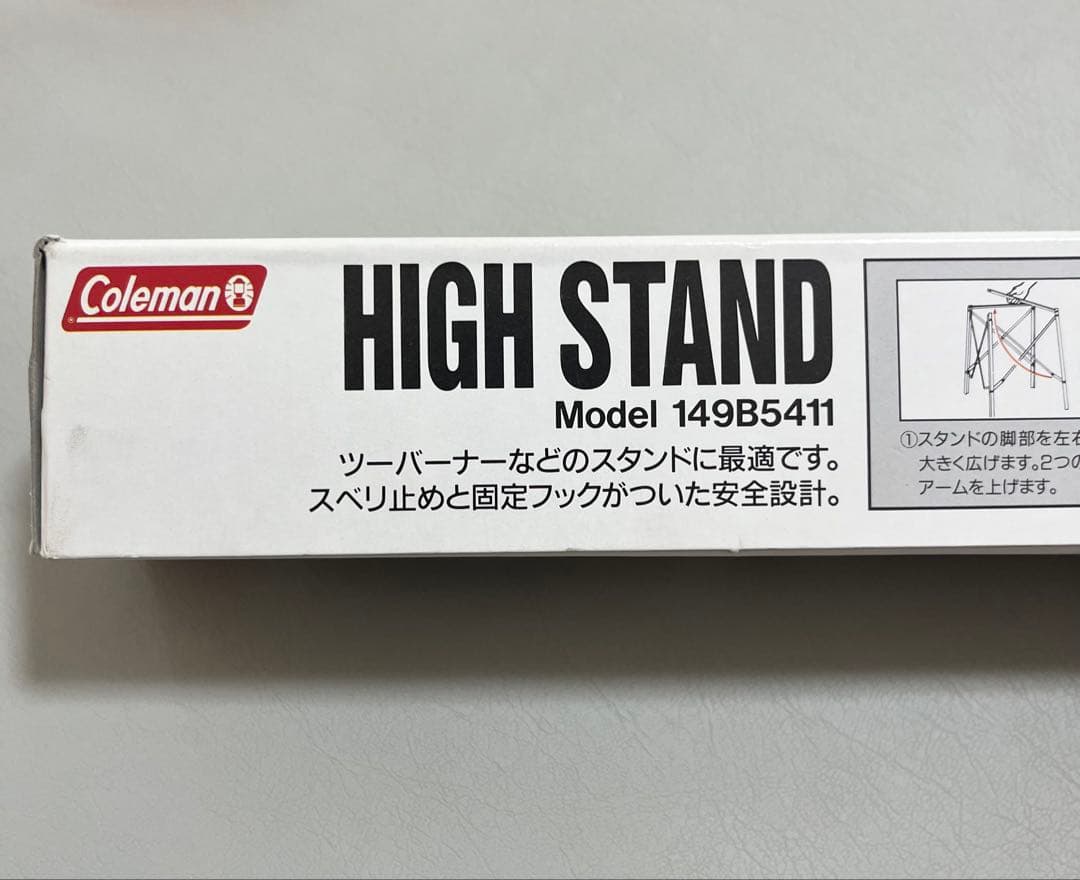 Coleman
HIGH STAND
Model 149B5411
ツーバーナーなどのスタンドに最適です。
スベリ止めと固定フックがついた安全設計。
①スタンドの脚部を左右
大きく広げます。2つの
アームを上げます。